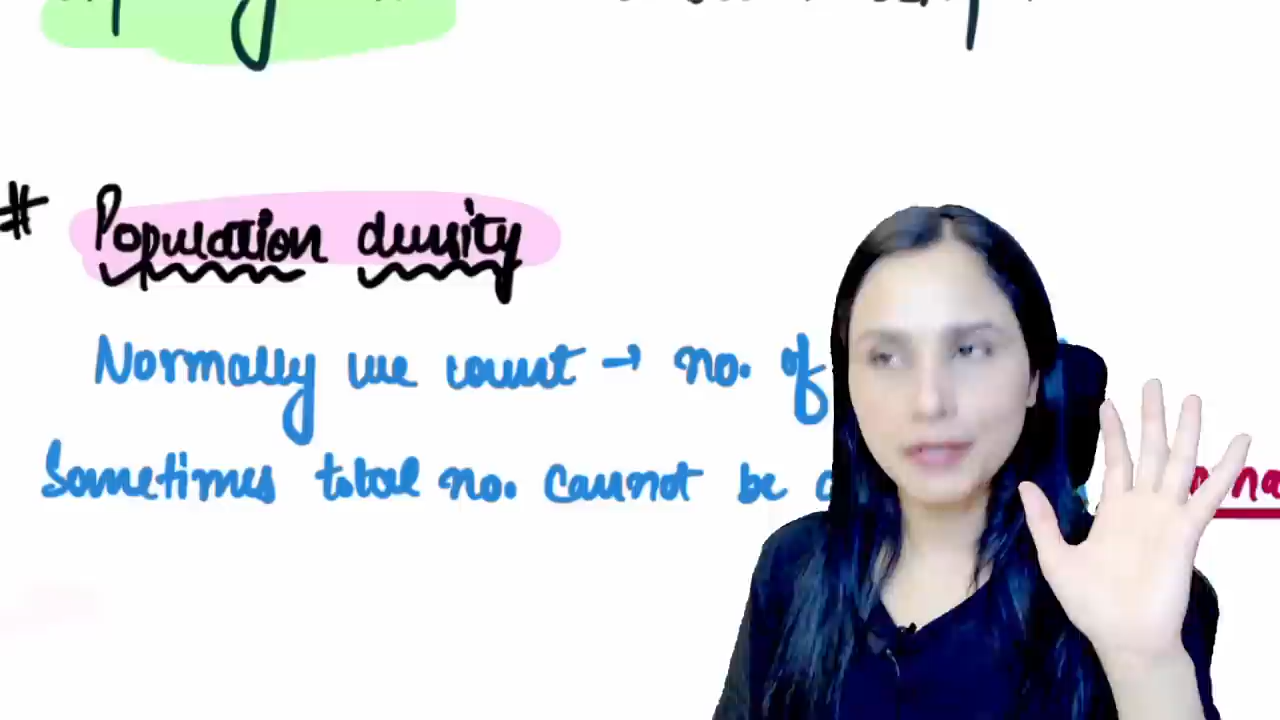 # Population density
Normally we count → no. of
Sometimes total no. cannot be